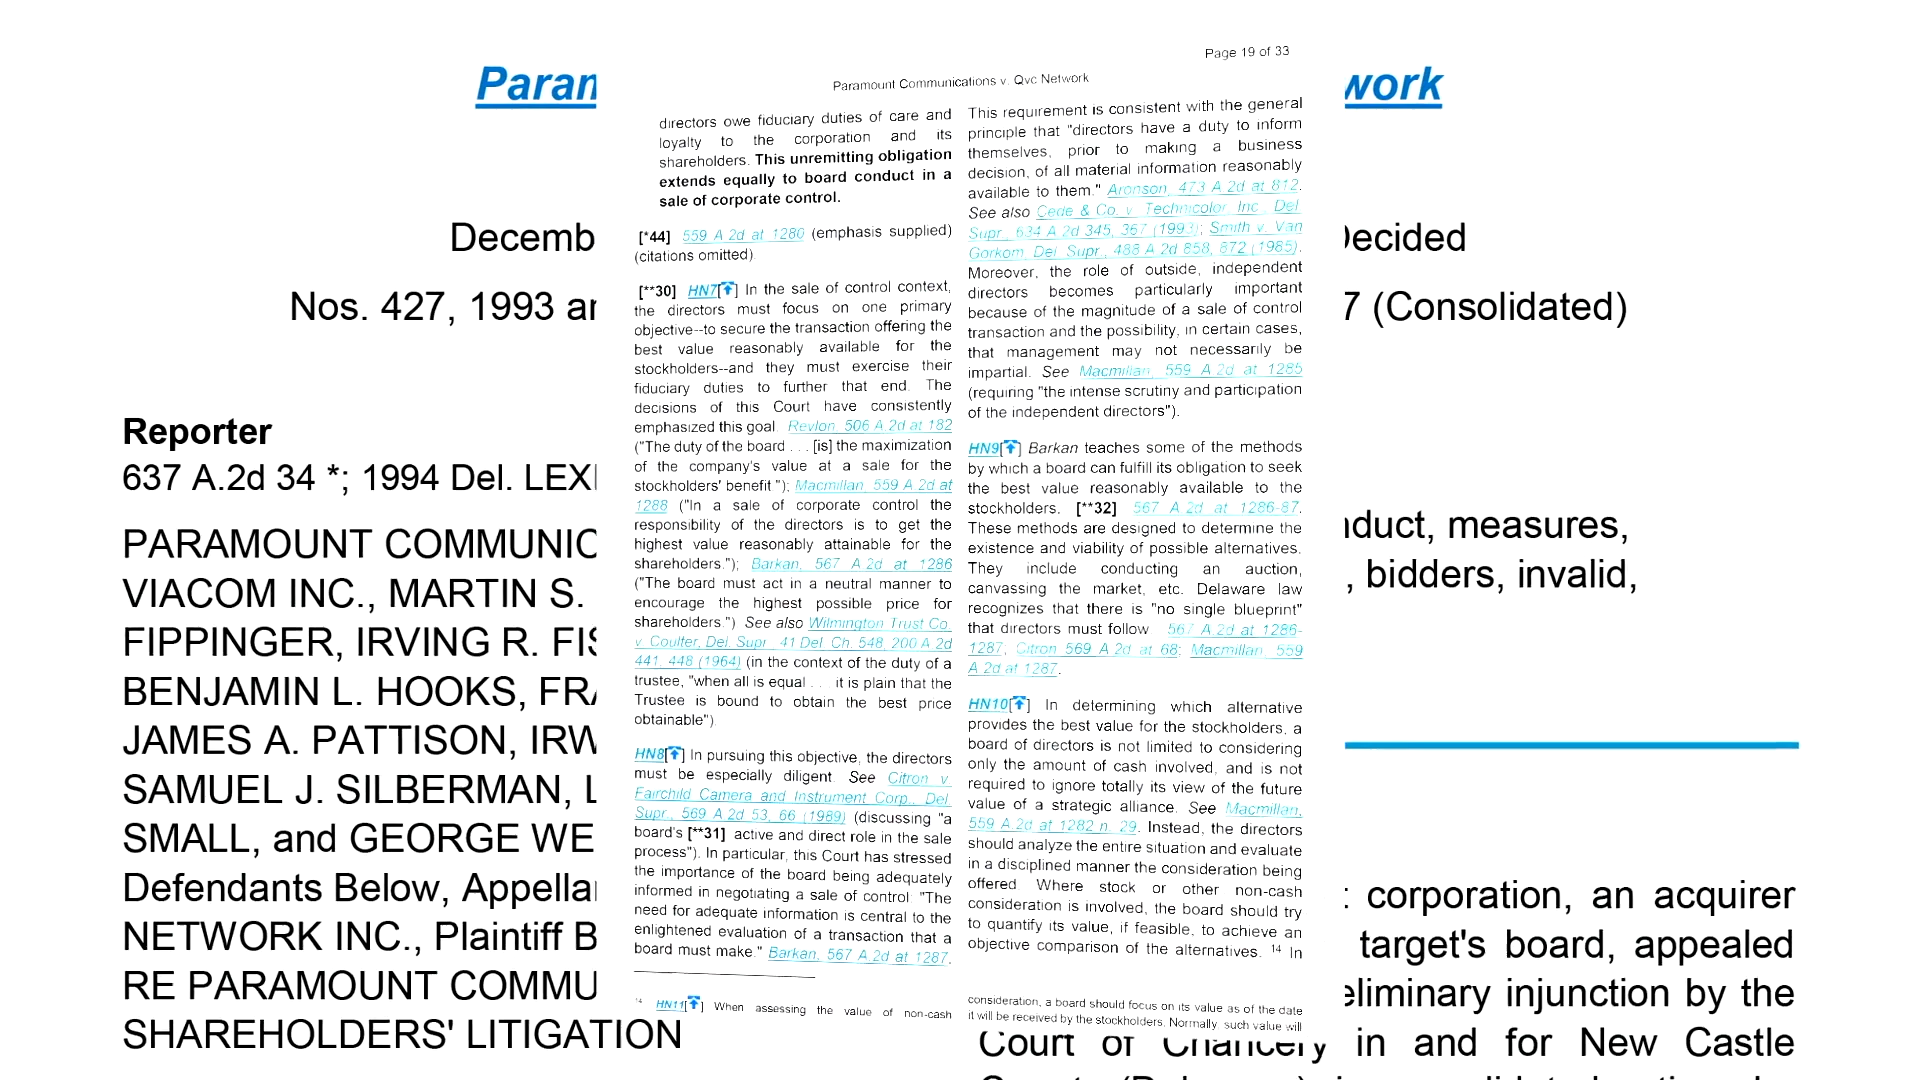 Paran
work
Decemb
Decided
Nos. 427, 1993 ar
7 (Consolidated)
Reporter
637 A.2d 34 *; 1994 Del. LEXI
PARAMOUNT COMMUNIC
VIACOM INC., MARTIN S.
FIPPINGER, IRVING R. FIS
BENJAMIN L. HOOKS, FRA
JAMES A. PATTISON, IRW
SAMUEL J. SILBERMAN, L
SMALL, and GEORGE WE
Defendants Below, Appella
NETWORK INC., Plaintiff B
RE PARAMOUNT COMMU
SHAREHOLDERS' LITIGATION
Page 19 of 33
Paramount Communications v. Qvc Network
directors owe fiduciary duties of care and
loyalty to the corporation and its
shareholders. This unremitting obligation
extends equally to board conduct in a
sale of corporate control.
[*44] 559 A.2d at 1280 (emphasis supplied)
(citations omitted).
[**30] HN7[⬆] In the sale of control context,
the directors must focus on one primary
objective--to secure the transaction offering the
best value reasonably available for the
stockholders--and they must exercise their
fiduciary duties to further that end. The
decisions of this Court have consistently
emphasized this goal. Revlon, 506 A.2d at 182
("The duty of the board . . . [is] the maximization
of the company's value at a sale for the
stockholders' benefit."); Macmillan, 559 A.2d at
1288 ("In a sale of corporate control the
responsibility of the directors is to get the
highest value reasonably attainable for the
shareholders."); Barkan, 567 A.2d at 1286
("The board must act in a neutral manner to
encourage the highest possible price for
shareholders.") See also Wilmington Trust Co.
v. Coulter, Del. Supr., 41 Del. Ch. 548, 200 A.2d
441, 448 (1964) (in the context of the duty of a
trustee, "when all is equal . . . it is plain that the
Trustee is bound to obtain the best price
obtainable").
HN8[⬆] In pursuing this objective, the directors
must be especially diligent. See Citron v.
Fairchild Camera and Instrument Corp., Del.
Supr., 569 A.2d 53, 66 (1989) (discussing "a
board's [**31] active and direct role in the sale
process"). In particular, this Court has stressed
the importance of the board being adequately
informed in negotiating a sale of control: "The
need for adequate information is central to the
enlightened evaluation of a transaction that a
board must make." Barkan, 567 A.2d at 1287.
This requirement is consistent with the general
principle that "directors have a duty to inform
themselves, prior to making a business
decision, of all material information reasonably
available to them." Aronson, 473 A.2d at 812.
See also Cede & Co. v. Technicolor, Inc., Del.
Supr., 634 A.2d 345, 367 (1993); Smith v. Van
Gorkom, Del. Supr., 488 A.2d 858, 872 (1985).
Moreover, the role of outside, independent
directors becomes particularly important
because of the magnitude of a sale of control
transaction and the possibility, in certain cases,
that management may not necessarily be
impartial. See Macmillan, 559 A.2d at 1285
(requiring "the intense scrutiny and participation
of the independent directors").
HN9[⬆] Barkan teaches some of the methods
by which a board can fulfill its obligation to seek
the best value reasonably available to the
stockholders. [**32] 567 A.2d at 1286-87.
These methods are designed to determine the
existence and viability of possible alternatives.
They include conducting an auction,
canvassing the market, etc. Delaware law
recognizes that there is "no single blueprint"
that directors must follow. 567 A.2d at 1286-
1287; Citron 569 A.2d at 68; Macmillan, 559
A.2d at 1287.
HN10[⬆] In determining which alternative
provides the best value for the stockholders, a
board of directors is not limited to considering
only the amount of cash involved, and is not
required to ignore totally its view of the future
value of a strategic alliance. See Macmillan,
559 A.2d at 1282 n. 29. Instead, the directors
should analyze the entire situation and evaluate
in a disciplined manner the consideration being
offered. Where stock or other non-cash
consideration is involved, the board should try
to quantify its value, if feasible, to achieve an
objective comparison of the alternatives. 14 In
14 HN11[⬆] When assessing the value of non-cash
consideration, a board should focus on its value as of the date
it will be received by the stockholders. Normally, such value will
nduct, measures,
, bidders, invalid,
corporation, an acquirer
target's board, appealed
eliminary injunction by the
Court of Chancery in and for New Castle